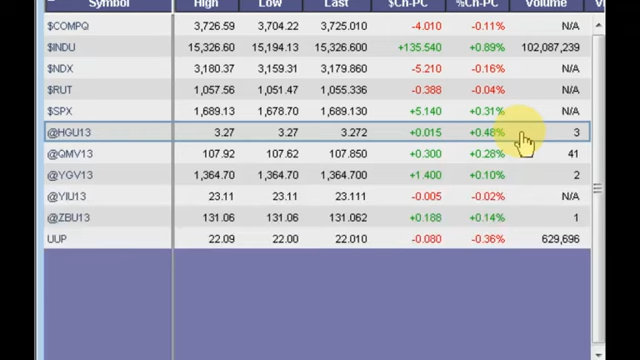 Symbol High Low Last $Ch-PC %Ch-PC Volume
$COMPQ 3,726.59 3,704.22 3,725.010 -4.010 -0.11% N/A
$INDU 15,326.60 15,194.13 15,326.600 +135.540 +0.89% 102,087,239
$NDX 3,180.37 3,159.31 3,179.860 -5.210 -0.16% N/A
$RUT 1,057.56 1,051.47 1,056.340 -0.388 -0.04% N/A
$SPX 1,689.13 1,678.70 1,689.130 +5.140 +0.31% N/A
@HGU13 3.27 3.27 3.272 +0.015 +0.48% 3
@QMV13 107.92 107.62 107.850 +0.300 +0.28% 41
@YGV13 1,364.70 1,364.70 1,364.700 +1.400 +0.10% 2
@YIU13 23.11 23.11 23.111 -0.005 -0.02% N/A
@ZBU13 131.06 131.06 131.062 +0.188 +0.14% 1
UUP 22.09 22.00 22.010 -0.080 -0.36% 629,696